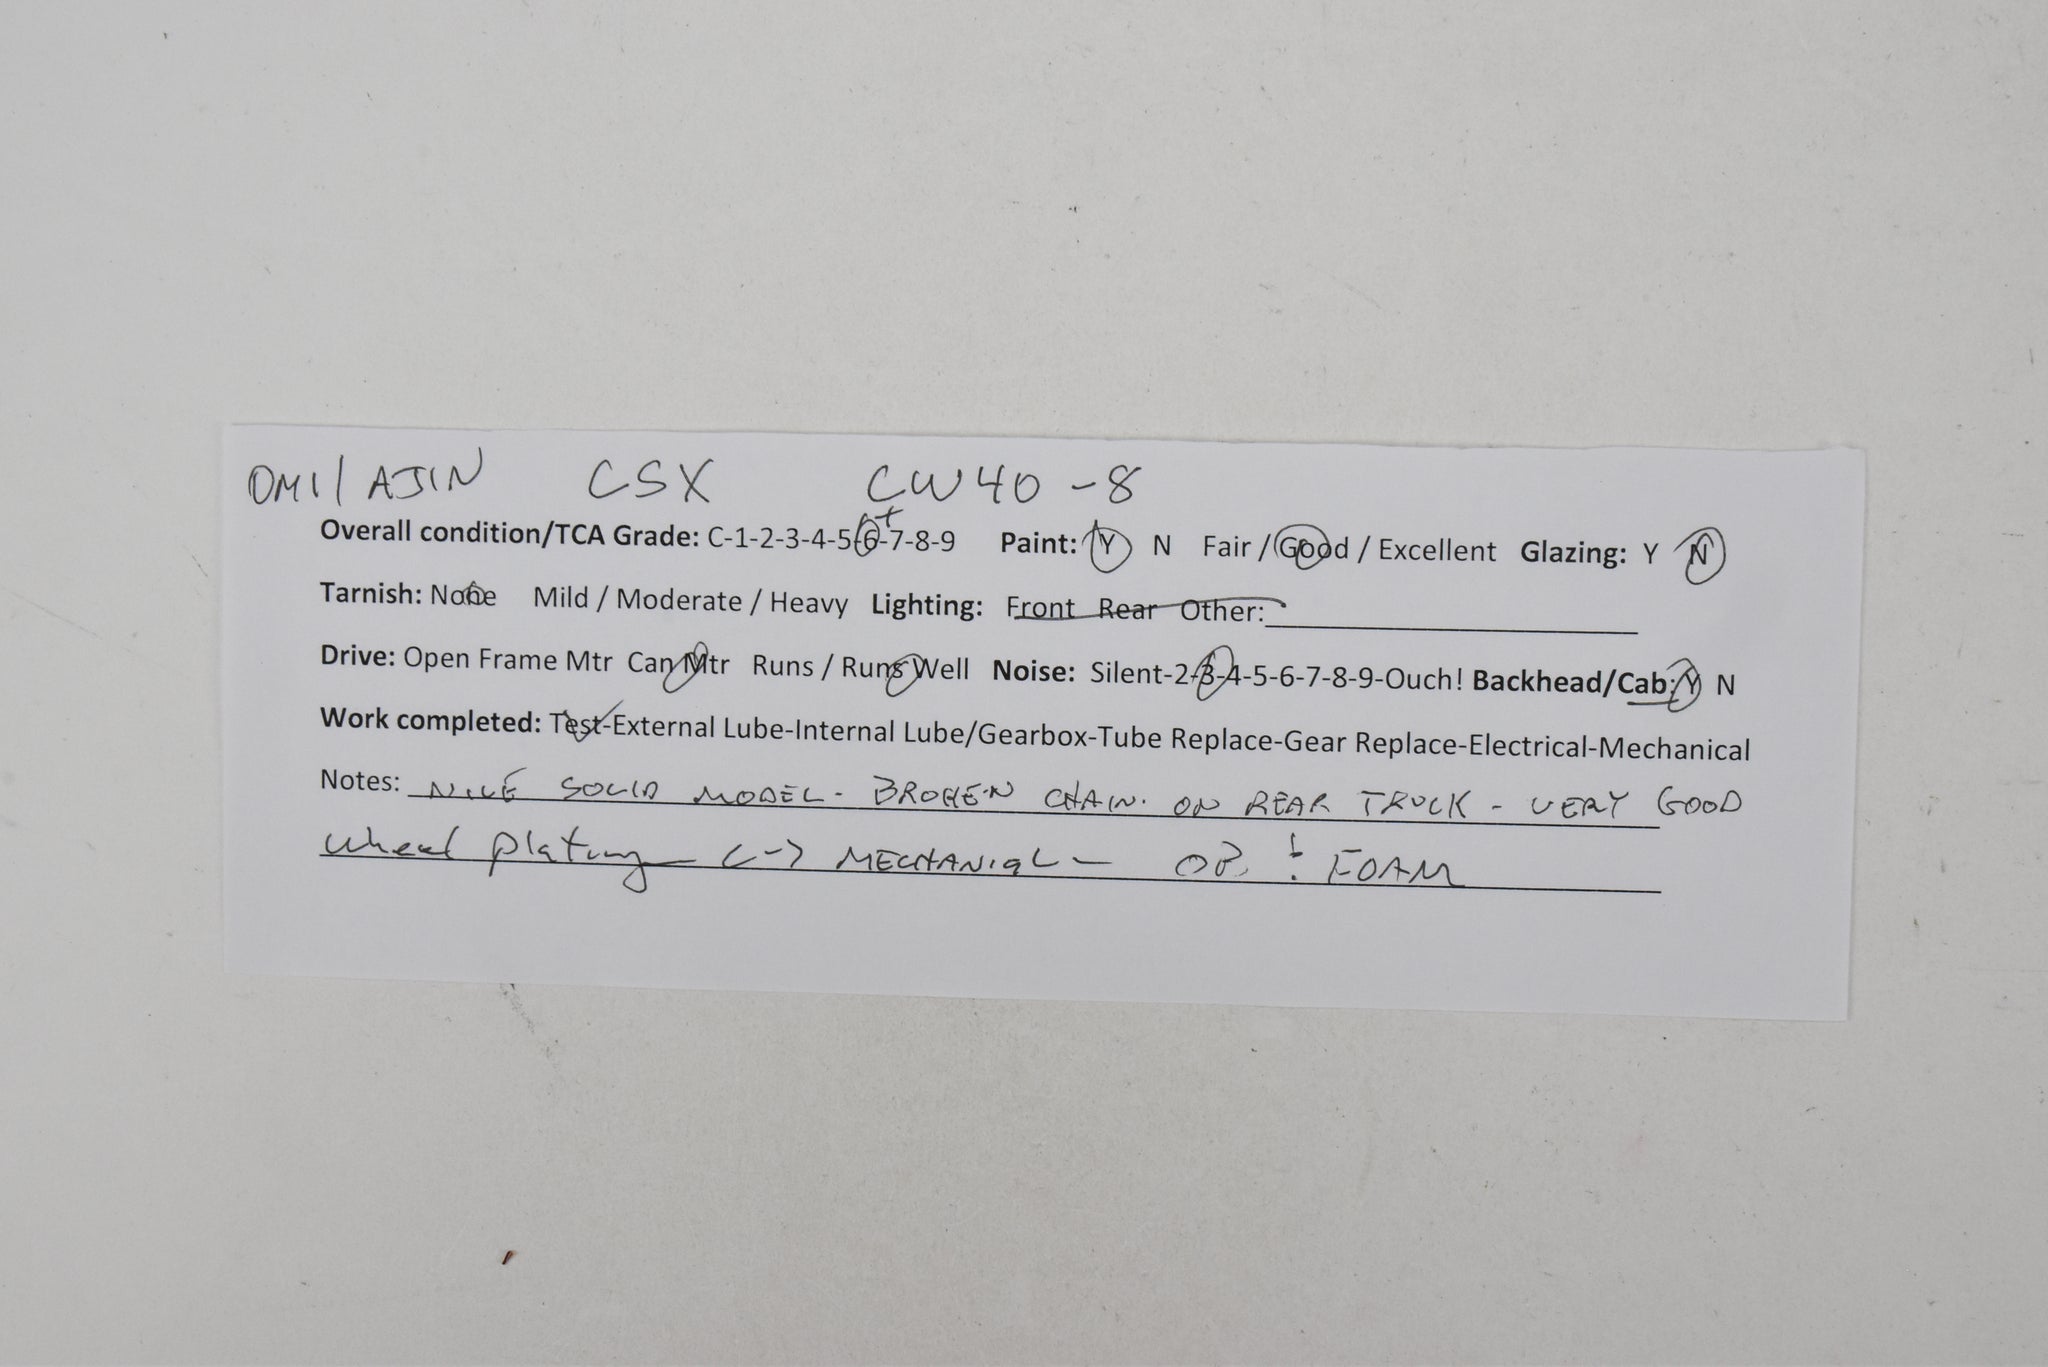 OMI/AJIN CSX CW40-8
Overall condition/TCA Grade: C-1-2-3-4-5-6+-7-8-9 Paint: Y N Fair / Good / Excellent Glazing: Y N
Tarnish: None Mild / Moderate / Heavy Lighting: Front Rear Other:
Drive: Open Frame Mtr Can Mtr Runs / Runs Well Noise: Silent-2-3-4-5-6-7-8-9-Ouch! Backhead/Cab: Y N
Work completed: Test-External Lube-Internal Lube/Gearbox-Tube Replace-Gear Replace-Electrical-Mechanical
Notes: NICE SOLID MODEL - BROKEN CHAIN ON REAR TRUCK - VERY GOOD
wheel plating <-> MECHANICAL - OB ! FOAM